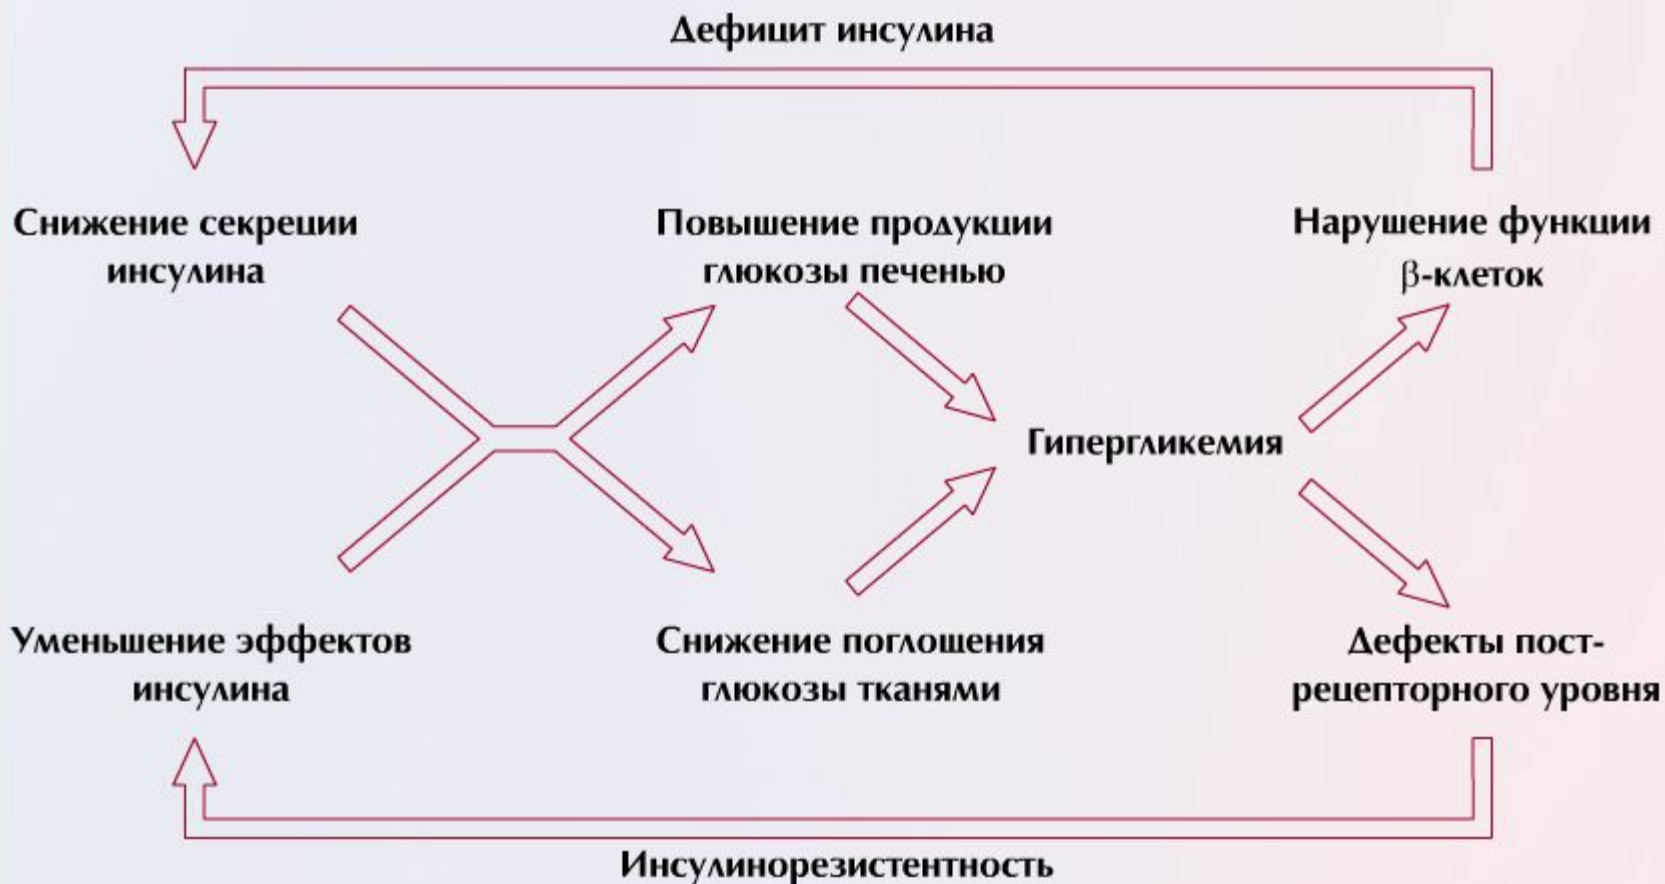 Дефицит инсулина
Снижение секреции
инсулина
Повышение продукции
глюкозы печенью
Нарушение функции
β-клеток
Гипергликемия
Уменьшение эффектов
инсулина
Снижение поглощения
глюкозы тканями
Дефекты пост-
рецепторного уровня
Инсулинорезистентность